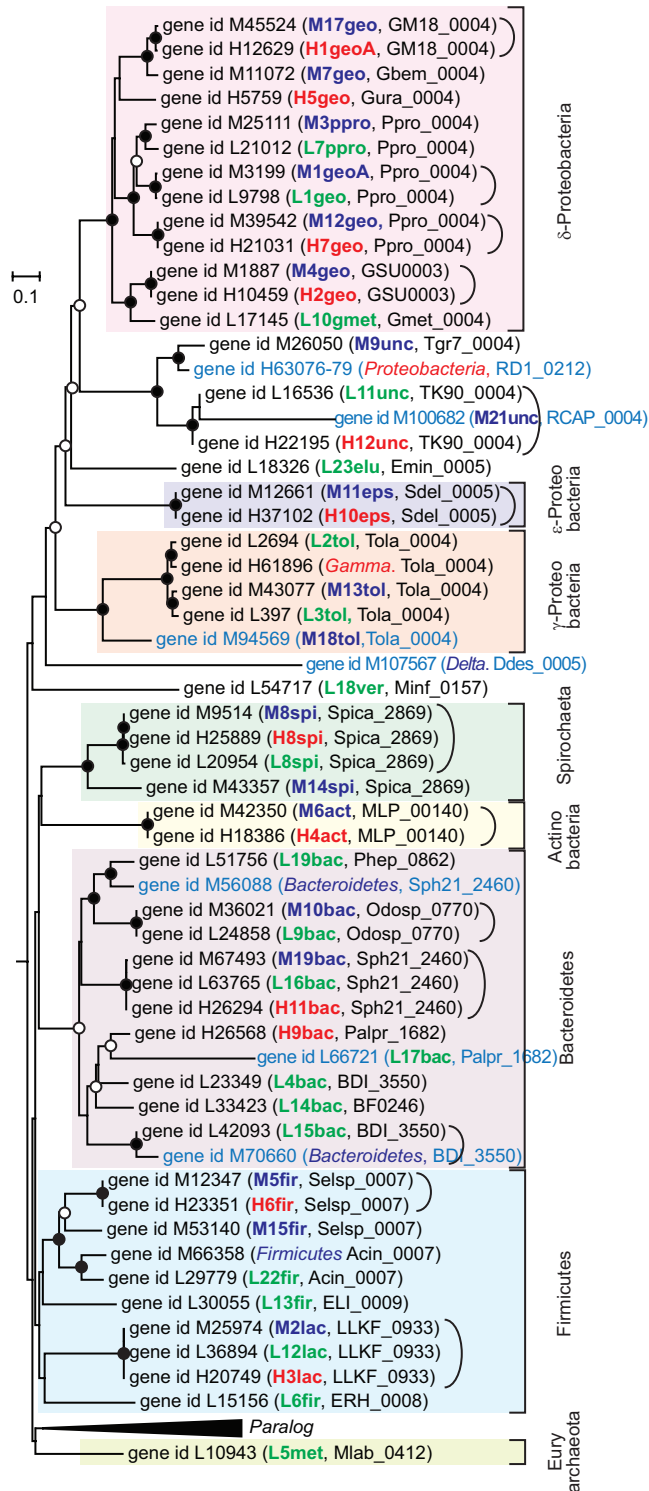 gene id M45524 (M17geo, GM18_0004)
gene id H12629 (H1geoA, GM18_0004)
gene id M11072 (M7geo, Gbem_0004)
gene id H5759 (H5geo, Gura_0004)
gene id M25111 (M3ppro, Ppro_0004)
gene id L21012 (L7ppro, Ppro_0004)
gene id M3199 (M1geoA, Ppro_0004)
gene id L9798 (L1geo, Ppro_0004)
gene id M39542 (M12geo, Ppro_0004)
gene id H21031 (H7geo, Ppro_0004)
gene id M1887 (M4geo, GSU0003)
gene id H10459 (H2geo, GSU0003)
gene id L17145 (L10gmet, Gmet_0004)
δ-Proteobacteria
0.1
gene id M26050 (M9unc, Tgr7_0004)
gene id H63076-79 (Proteobacteria, RD1_0212)
gene id L16536 (L11unc, TK90_0004)
gene id M100682 (M21unc, RCAP_0004)
gene id H22195 (H12unc, TK90_0004)
gene id L18326 (L23elu, Emin_0005)
gene id M12661 (M11eps, Sdel_0005)
gene id H37102 (H10eps, Sdel_0005)
ε-Proteo
bacteria
gene id L2694 (L2tol, Tola_0004)
gene id H61896 (Gamma. Tola_0004)
gene id M43077 (M13tol, Tola_0004)
gene id L397 (L3tol, Tola_0004)
gene id M94569 (M18tol,Tola_0004)
γ-Proteo
bacteria
gene id M107567 (Delta. Ddes_0005)
gene id L54717 (L18ver, Minf_0157)
gene id M9514 (M8spi, Spica_2869)
gene id H25889 (H8spi, Spica_2869)
gene id L20954 (L8spi, Spica_2869)
gene id M43357 (M14spi, Spica_2869)
Spirochaeta
gene id M42350 (M6act, MLP_00140)
gene id H18386 (H4act, MLP_00140)
Actino
bacteria
gene id L51756 (L19bac, Phep_0862)
gene id M56088 (Bacteroidetes, Sph21_2460)
gene id M36021 (M10bac, Odosp_0770)
gene id L24858 (L9bac, Odosp_0770)
gene id M67493 (M19bac, Sph21_2460)
gene id L63765 (L16bac, Sph21_2460)
gene id H26294 (H11bac, Sph21_2460)
gene id H26568 (H9bac, Palpr_1682)
gene id L66721 (L17bac, Palpr_1682)
gene id L23349 (L4bac, BDI_3550)
gene id L33423 (L14bac, BF0246)
gene id L42093 (L15bac, BDI_3550)
gene id M70660 (Bacteroidetes, BDI_3550)
Bacteroidetes
gene id M12347 (M5fir, Selsp_0007)
gene id H23351 (H6fir, Selsp_0007)
gene id M53140 (M15fir, Selsp_0007)
gene id M66358 (Firmicutes Acin_0007)
gene id L29779 (L22fir, Acin_0007)
gene id L30055 (L13fir, ELI_0009)
gene id M25974 (M2lac, LLKF_0933)
gene id L36894 (L12lac, LLKF_0933)
gene id H20749 (H3lac, LLKF_0933)
gene id L15156 (L6fir, ERH_0008)
Firmicutes
Paralog
gene id L10943 (L5met, Mlab_0412)
Eury
archaeota